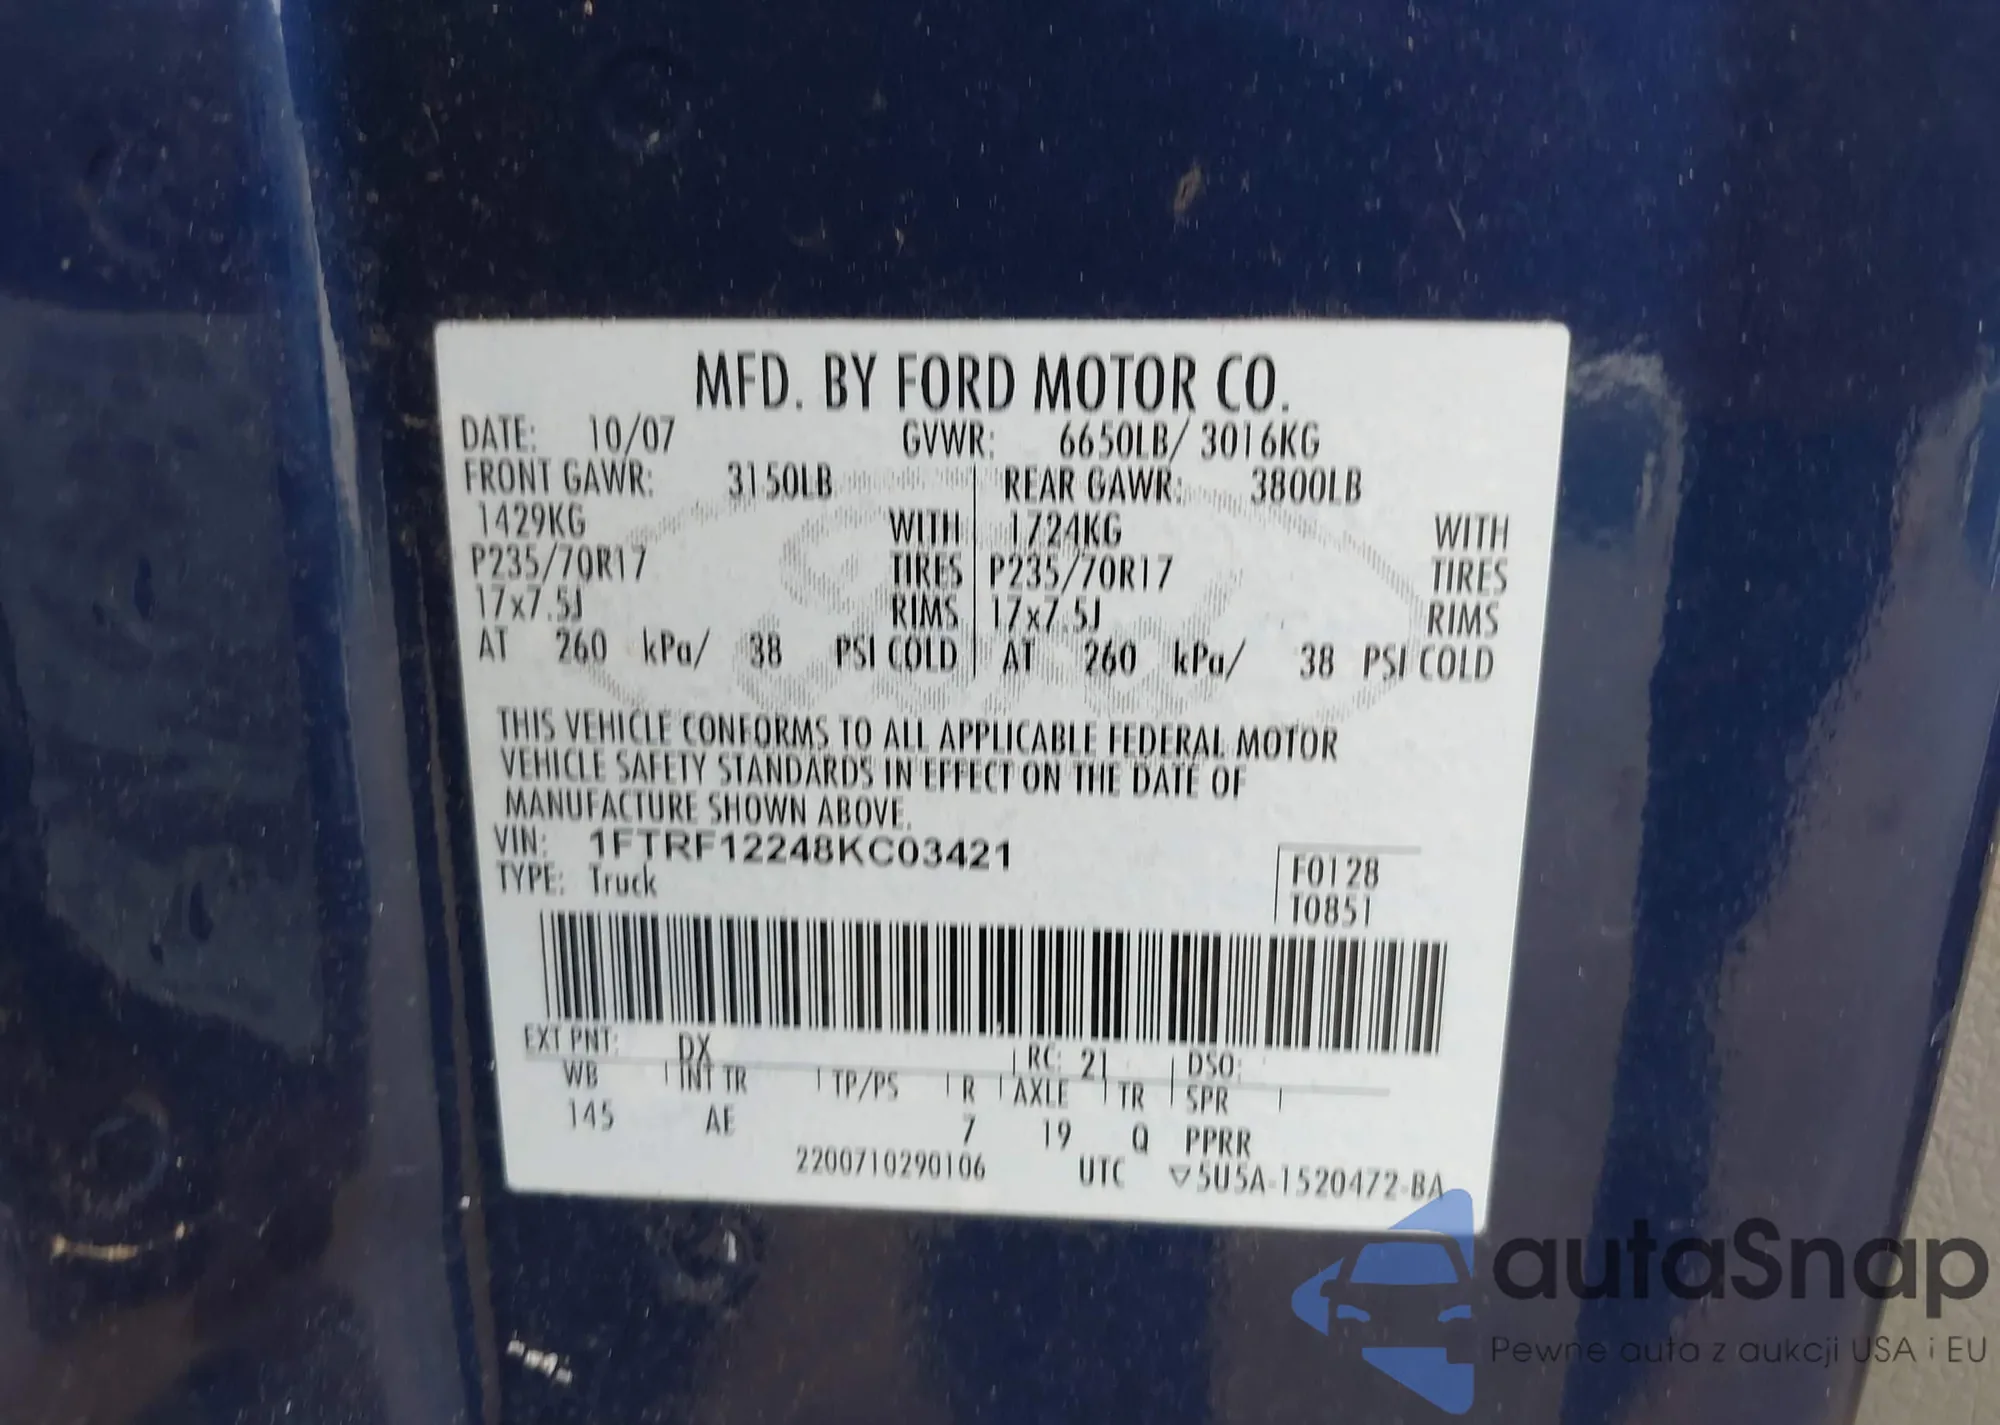 MFD. BY FORD MOTOR CO.
DATE: 10/07 GVWR: 6650LB/ 3016KG
FRONT GAWR: 3150LB REAR GAWR: 3800LB
1429KG WITH 1724KG WITH
P235/70R17 TIRES P235/70R17 TIRES
17x7.5J RIMS 17x7.5J RIMS
AT 260 kPa/ 38 PSI COLD AT 260 kPa/ 38 PSI COLD
THIS VEHICLE CONFORMS TO ALL APPLICABLE FEDERAL MOTOR
VEHICLE SAFETY STANDARDS IN EFFECT ON THE DATE OF
MANUFACTURE SHOWN ABOVE.
VIN: 1FTRF12248KC03421
TYPE: Truck F0128
T0851
EXT PNT: DX RC: 21 DSO:
WB INT TR TP/PS R AXLE TR SPR
145 AE 7 19 Q PPRR
2200710290106 UTC ▽5U5A-1520472-BA
autaSnap
Pewne auta z aukcji USA i EU